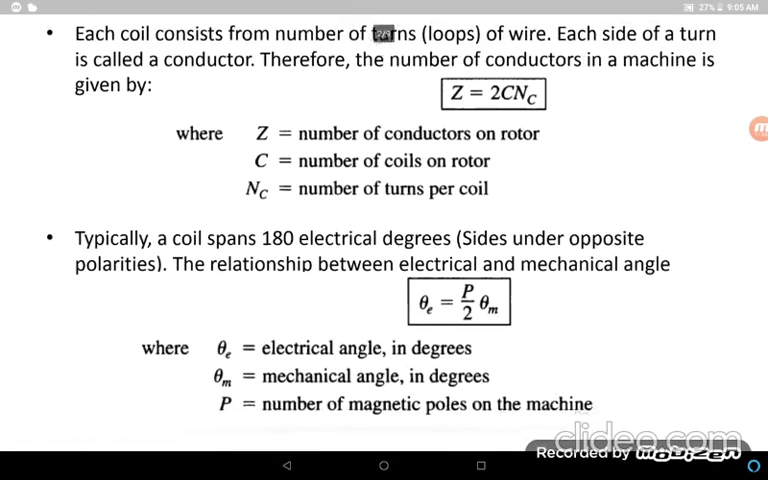 27% 9:05 AM
• Each coil consists from number of turns (loops) of wire. Each side of a turn
is called a conductor. Therefore, the number of conductors in a machine is
given by:
Z = 2CN_C
where Z = number of conductors on rotor
C = number of coils on rotor
N_C = number of turns per coil
• Typically, a coil spans 180 electrical degrees (Sides under opposite
polarities). The relationship between electrical and mechanical angle
θ_e = P/2 θ_m
where θ_e = electrical angle, in degrees
θ_m = mechanical angle, in degrees
P = number of magnetic poles on the machine
clideo.com
Recorded by MOBIZEN